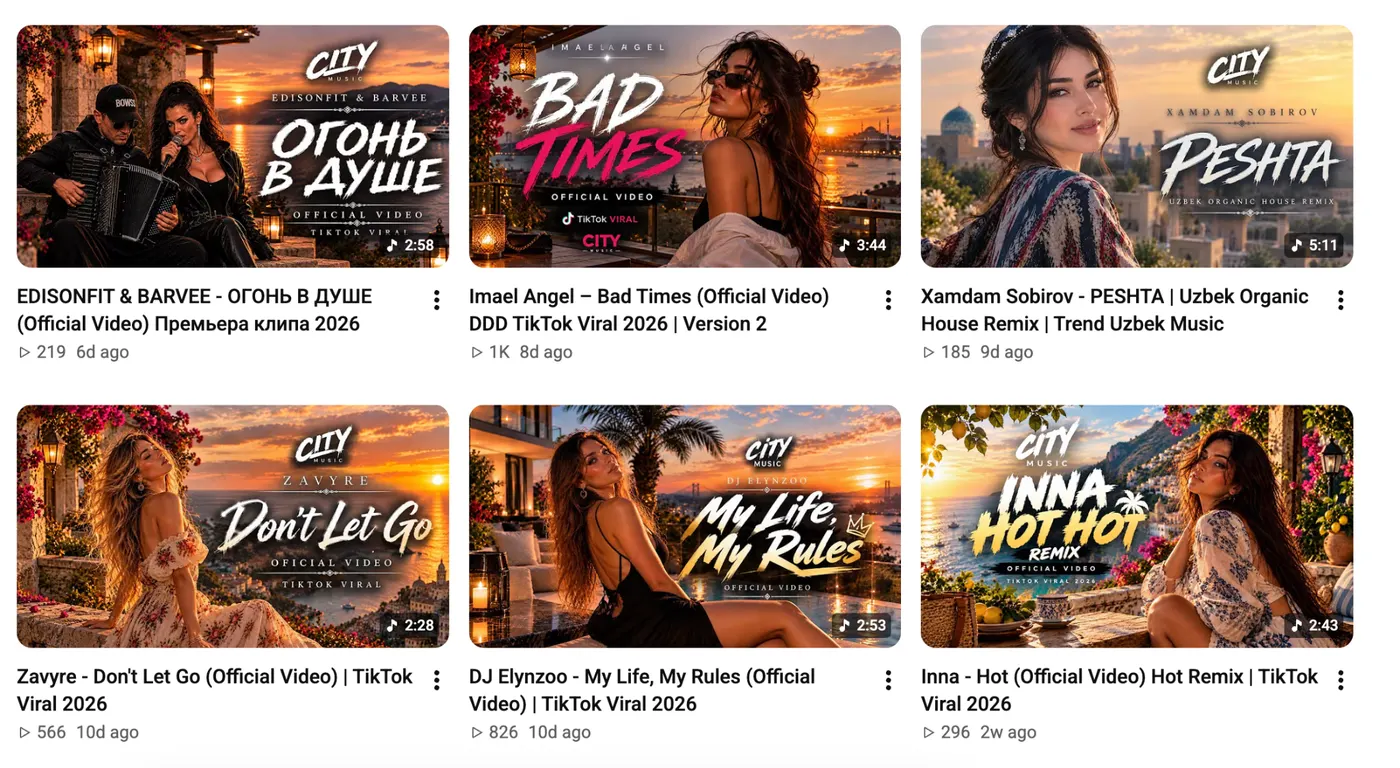 CITY
MUSIC
EDISONFIT & BARVEE
ОГОНЬ
В ДУШЕ
OFFICIAL VIDEO
TIKTOK VIRAL
BOWSE
2:58
EDISONFIT & BARVEE - ОГОНЬ В ДУШЕ
(Official Video) Премьера клипа 2026
219 6d ago
IMAEL ANGEL
BAD
TIMES
OFFICIAL VIDEO
TikTok VIRAL
CITY
MUSIC
3:44
Imael Angel – Bad Times (Official Video)
DDD TikTok Viral 2026 | Version 2
1K 8d ago
CITY
MUSIC
XAMDAM SOBIROV
PESHTA
UZBEK ORGANIC HOUSE REMIX
5:11
Xamdam Sobirov - PESHTA | Uzbek Organic
House Remix | Trend Uzbek Music
185 9d ago
CITY
MUSIC
ZAVYRE
Don't Let Go
OFICIAL VIDEO
TIKTOK VIRAL
2:28
Zavyre - Don't Let Go (Official Video) | TikTok
Viral 2026
566 10d ago
CiTY
MUSIC
DJ ELYNZOO
My Life,
My Rules
OFFICIAL VIDEO
2:53
DJ Elynzoo - My Life, My Rules (Official
Video) | TikTok Viral 2026
826 10d ago
CITY
MUSIC
INNA
HOT HOT
REMIX
OFFICIAL VIDEO
TIKTOK VIRAL 2026
2:43
Inna - Hot (Official Video) Hot Remix | TikTok
Viral 2026
296 2w ago